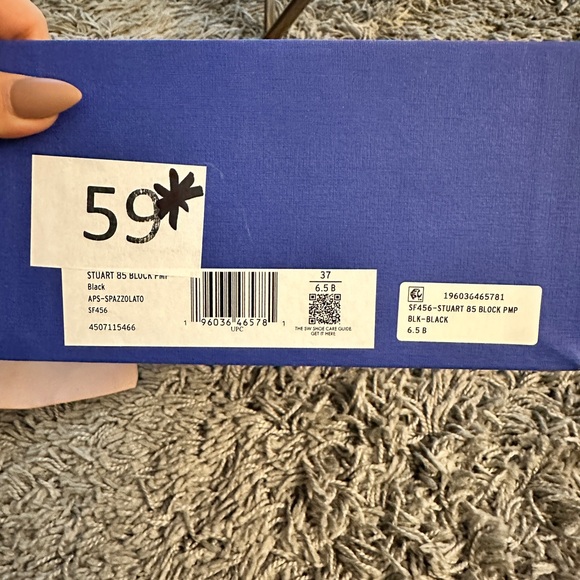 59*
STUART 85 BLOCK PMP
Black
APS-SPAZZOLATO
SF456
4507115466
1 96036 46578 1
UPC
37
6.5 B
THE SW SHOE CARE GUIDE.
GET IT HERE.
196036465781
SF456-STUART 85 BLOCK PMP
BLK-BLACK
6.5 B